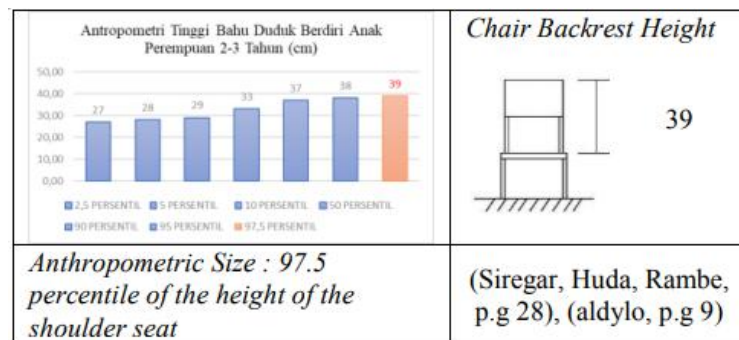 Antropometri Tinggi Bahu Duduk Berdiri Anak
Perempuan 2-3 Tahun (cm)
50,00
40,00
30,00
20,00
10,00
0,00
27
28
29
33
37
38
39
2,5 PERSENTIL 5 PERSENTIL 10 PERSENTIL 50 PERSENTIL
90 PERSENTIL 95 PERSENTIL 97,5 PERSENTIL
Chair Backrest Height
39
Anthropometric Size : 97.5
percentile of the height of the
shoulder seat
(Siregar, Huda, Rambe,
p.g 28), (aldylo, p.g 9)